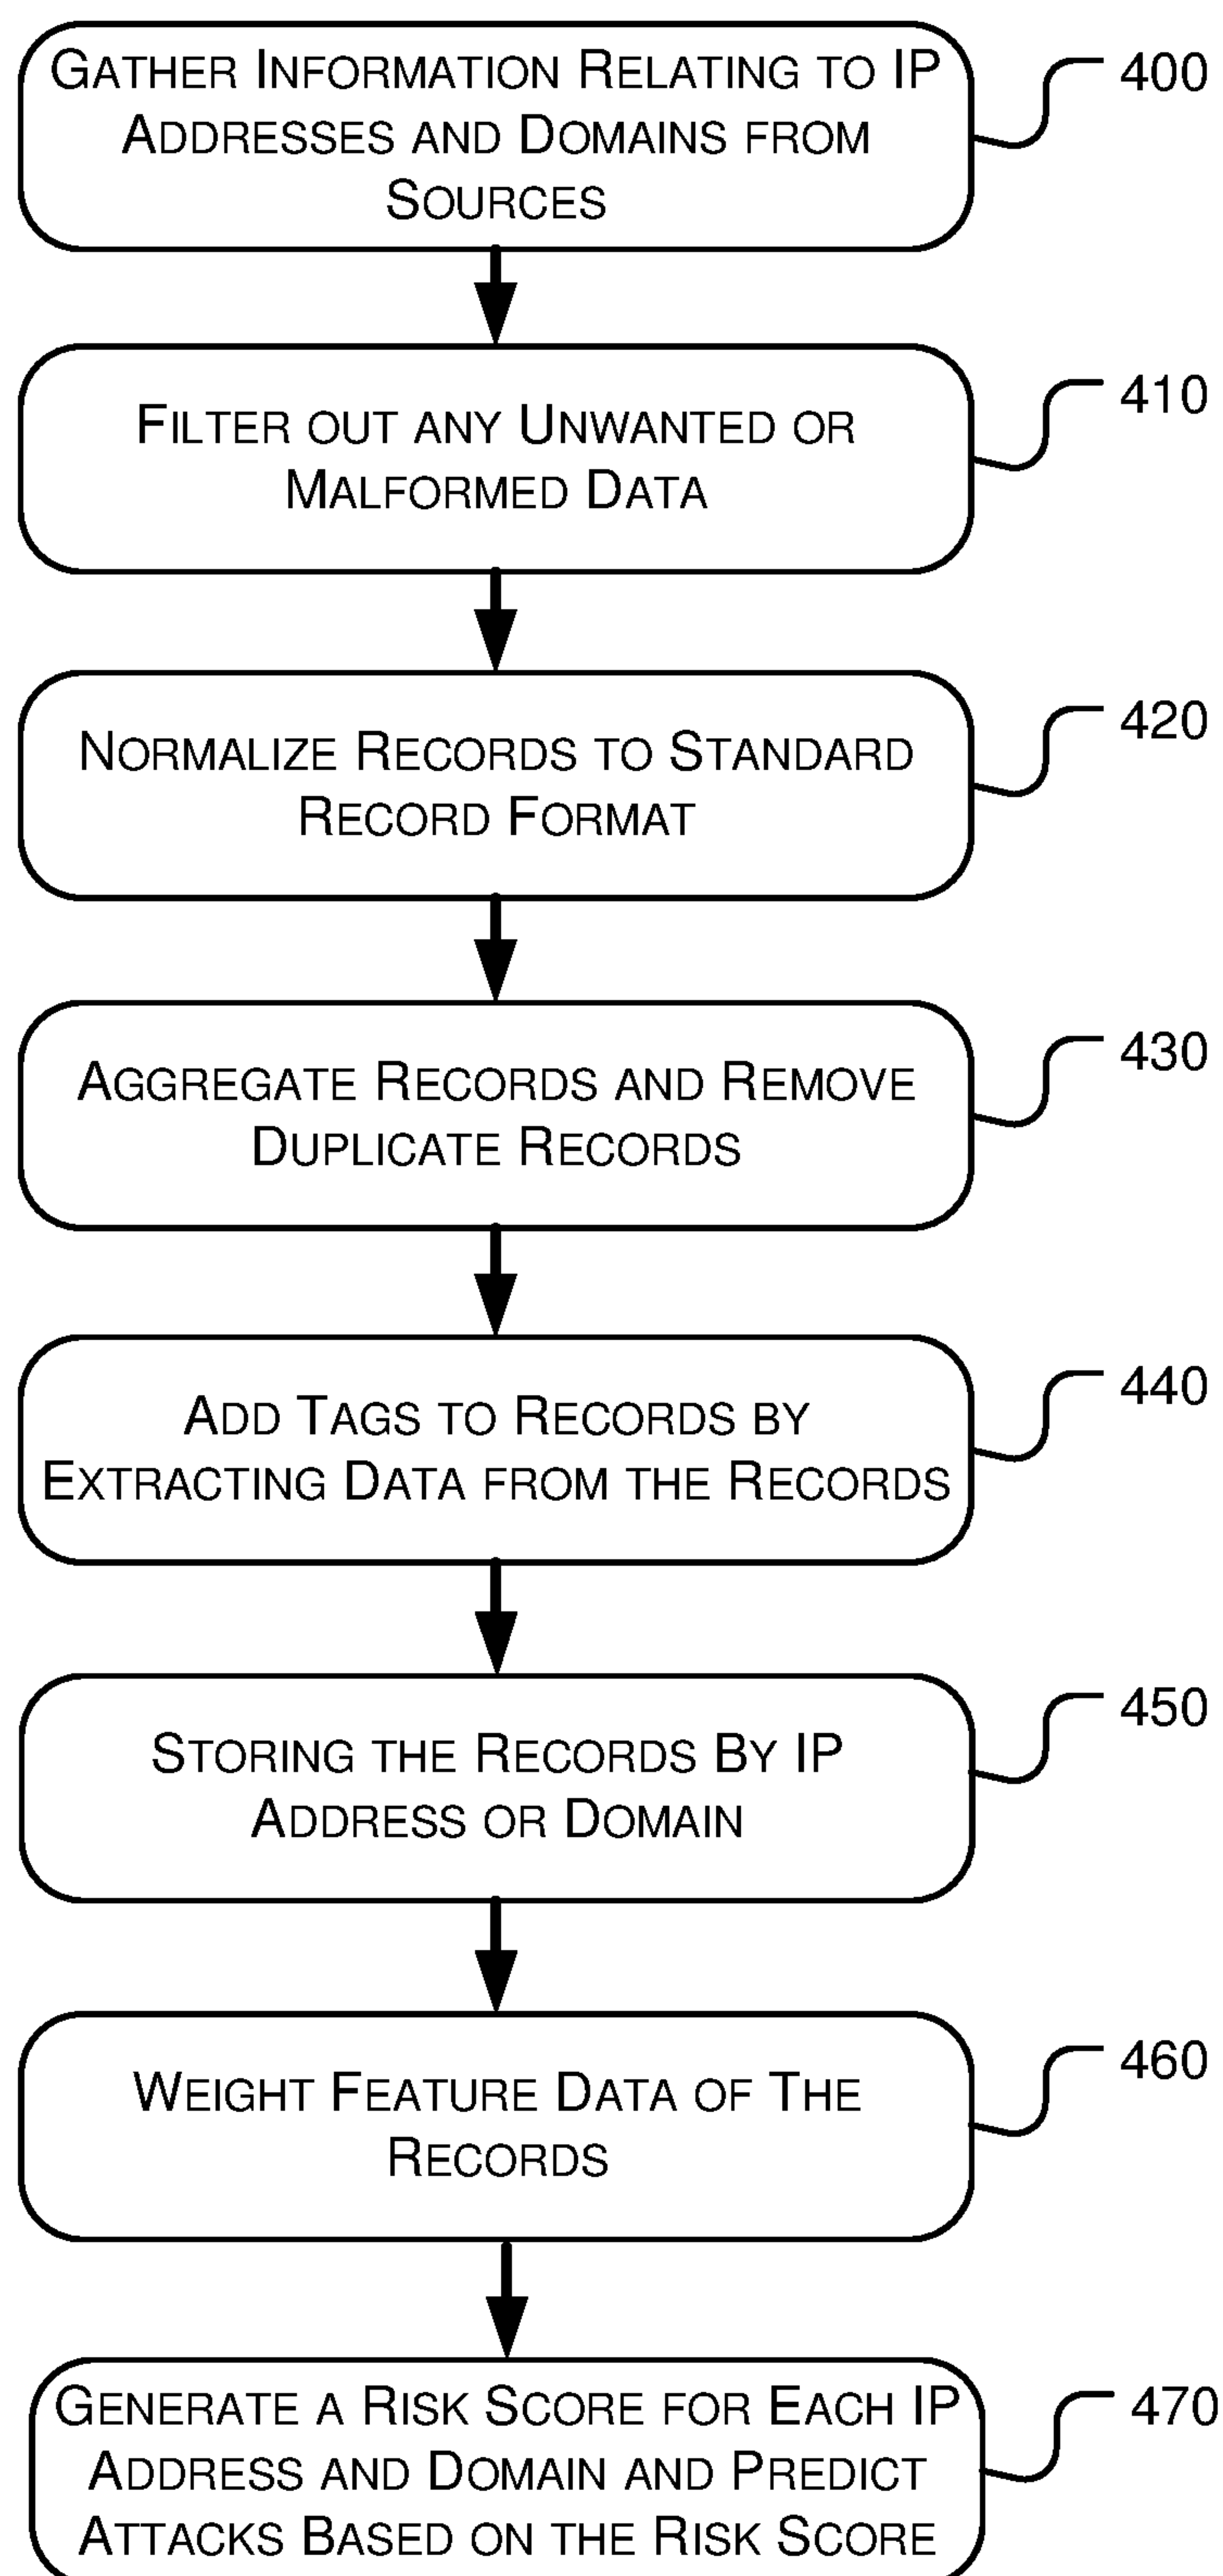 GATHER INFORMATION RELATING TO IP
ADDRESSES AND DOMAINS FROM
SOURCES
400
FILTER OUT ANY UNWANTED OR
MALFORMED DATA
410
NORMALIZE RECORDS TO STANDARD
RECORD FORMAT
420
AGGREGATE RECORDS AND REMOVE
DUPLICATE RECORDS
430
ADD TAGS TO RECORDS BY
EXTRACTING DATA FROM THE RECORDS
440
STORING THE RECORDS BY IP
ADDRESS OR DOMAIN
450
WEIGHT FEATURE DATA OF THE
RECORDS
460
GENERATE A RISK SCORE FOR EACH IP
ADDRESS AND DOMAIN AND PREDICT
ATTACKS BASED ON THE RISK SCORE
470